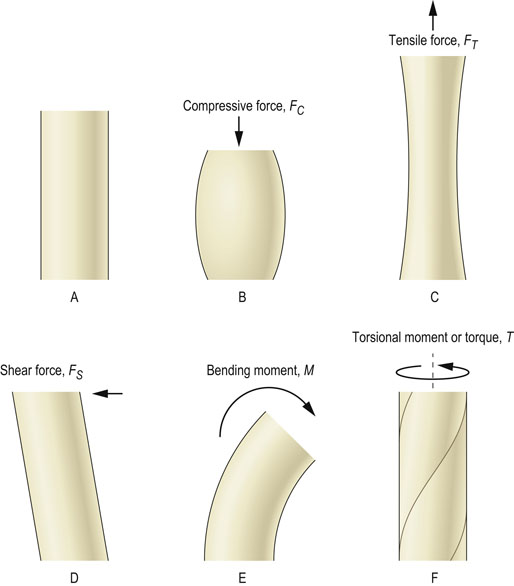 Tensile force, F_T
Compressive force, F_C
A
B
C
Shear force, F_S
Bending moment, M
Torsional moment or torque, T
D
E
F